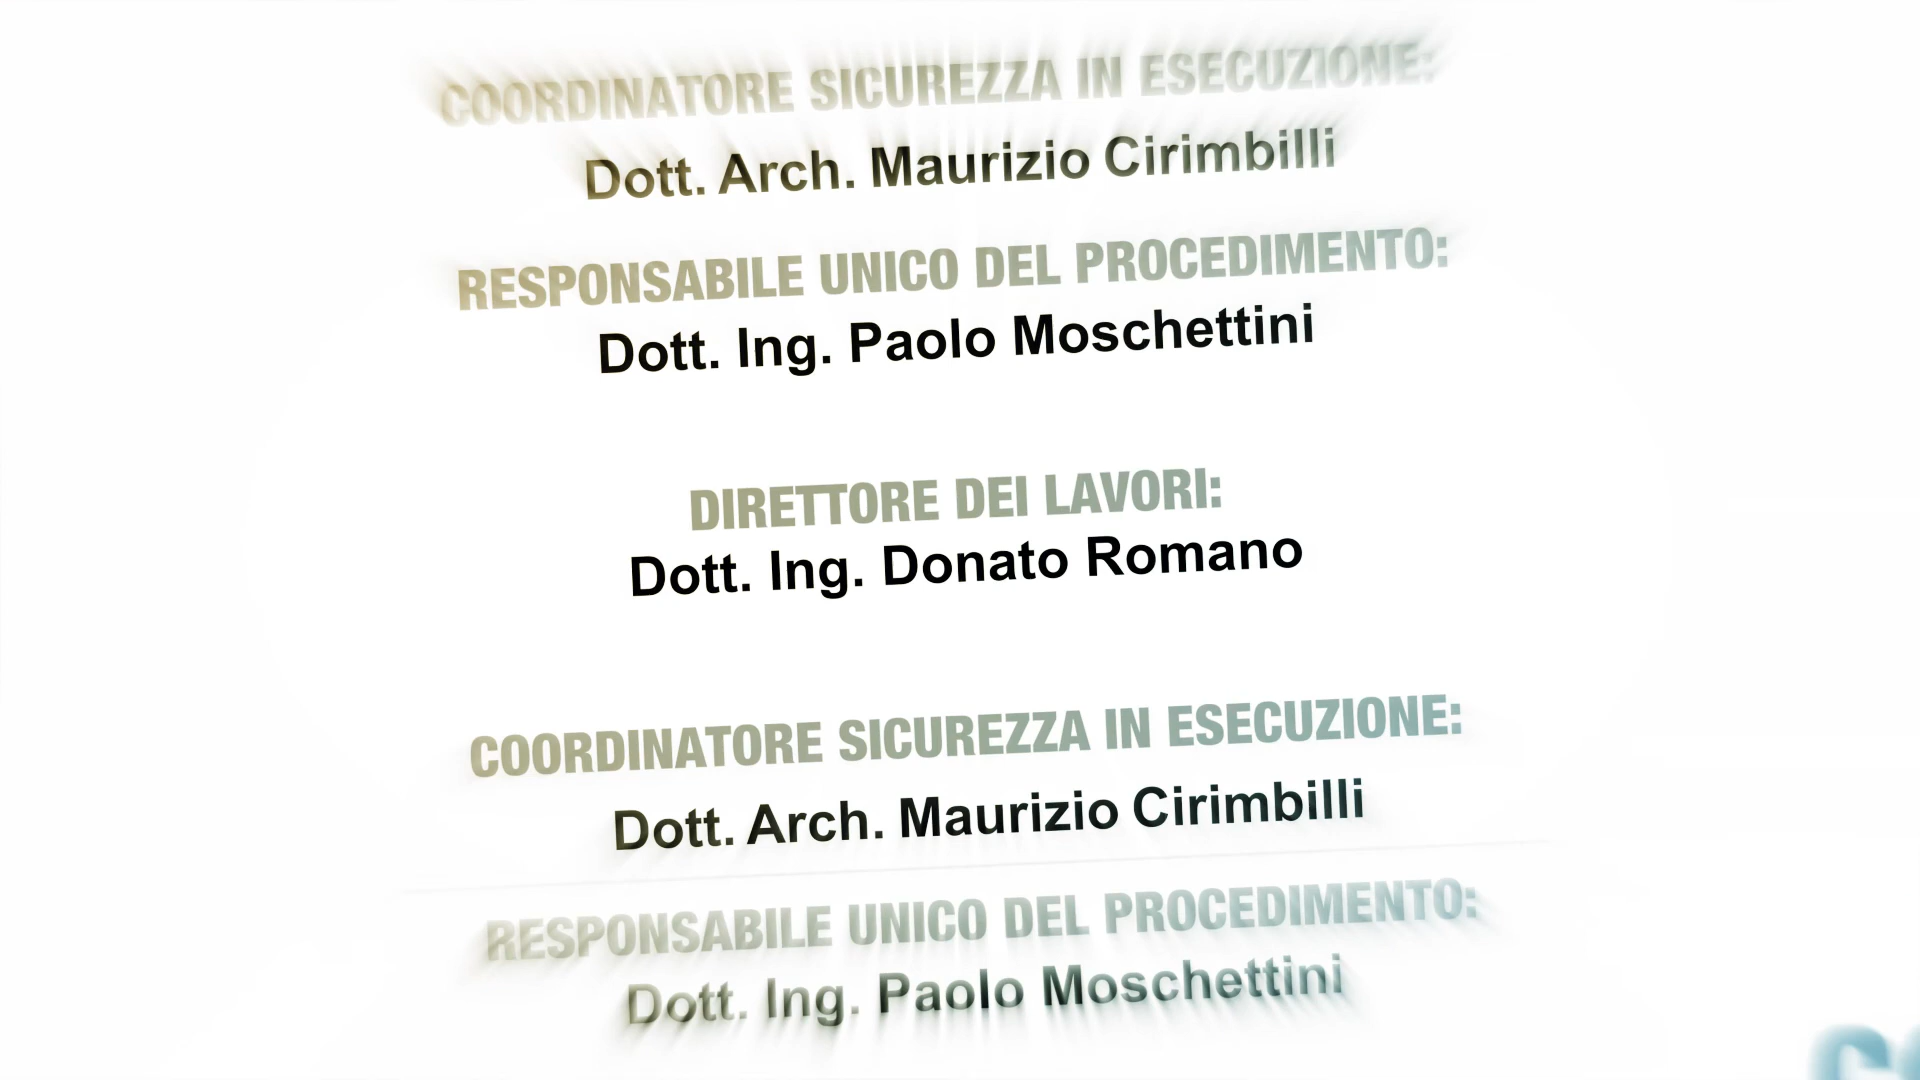 COORDINATORE SICUREZZA IN ESECUZIONE:
Dott. Arch. Maurizio Cirimbilli
RESPONSABILE UNICO DEL PROCEDIMENTO:
Dott. Ing. Paolo Moschettini
DIRETTORE DEI LAVORI:
Dott. Ing. Donato Romano
COORDINATORE SICUREZZA IN ESECUZIONE:
Dott. Arch. Maurizio Cirimbilli
RESPONSABILE UNICO DEL PROCEDIMENTO:
Dott. Ing. Paolo Moschettini